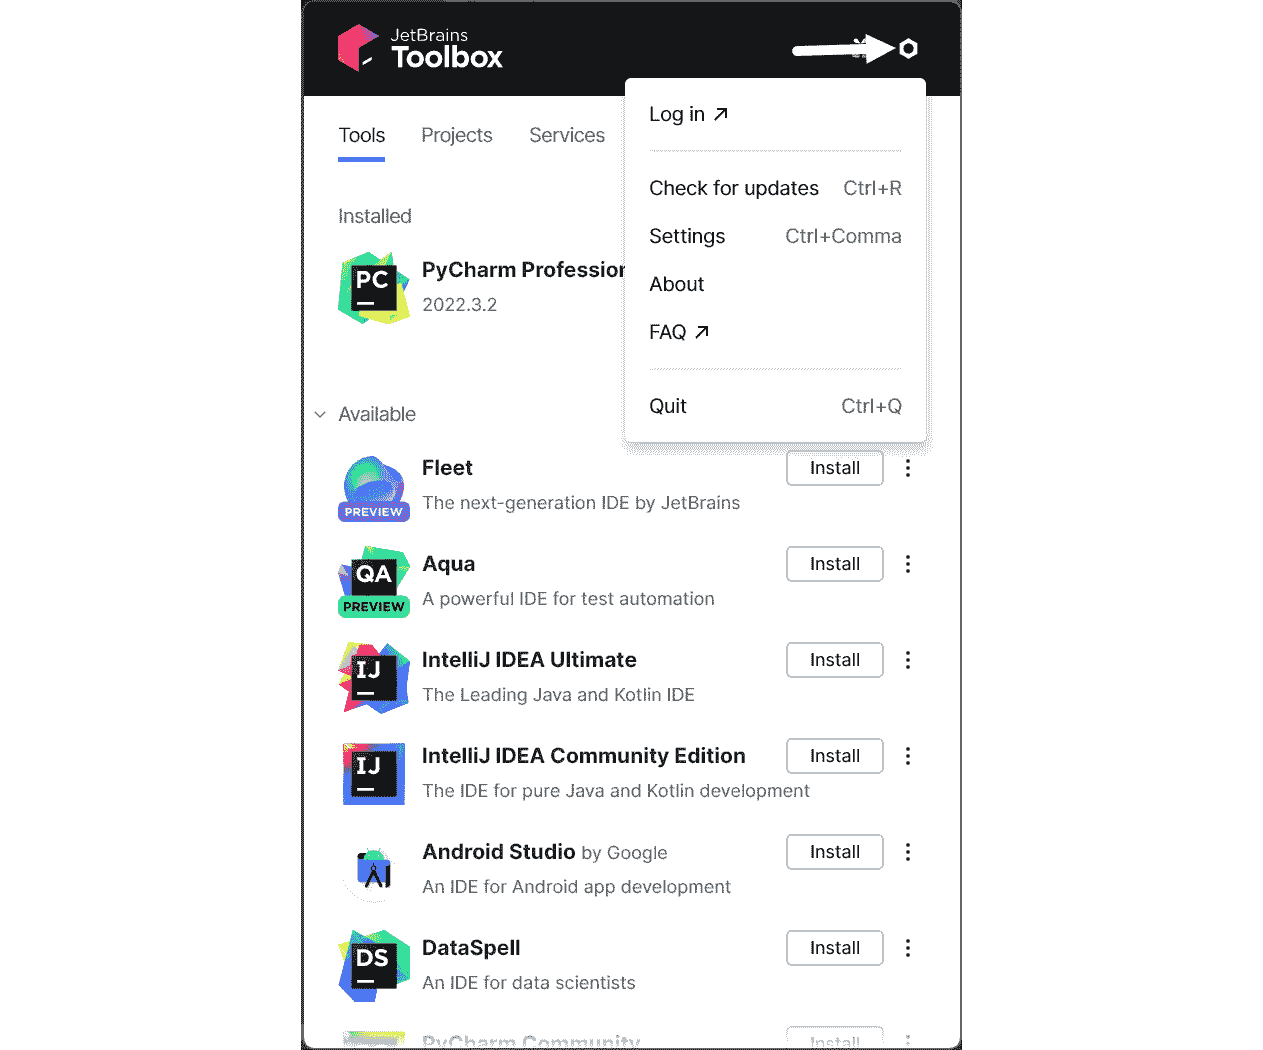 JetBrains
Toolbox
Log in
Tools Projects Services
Check for updates Ctrl+R
Settings Ctrl+Comma
About
FAQ
Quit Ctrl+Q
Installed
PC
PyCharm Profession
2022.3.2
Available
Fleet Install
PREVIEW
The next-generation IDE by JetBrains
QA
PREVIEW
Aqua Install
A powerful IDE for test automation
IJ
IntelliJ IDEA Ultimate Install
The Leading Java and Kotlin IDE
IJ
IntelliJ IDEA Community Edition Install
The IDE for pure Java and Kotlin development
Android Studio by Google Install
An IDE for Android app development
DS
DataSpell Install
An IDE for data scientists
PyCharm Community Install